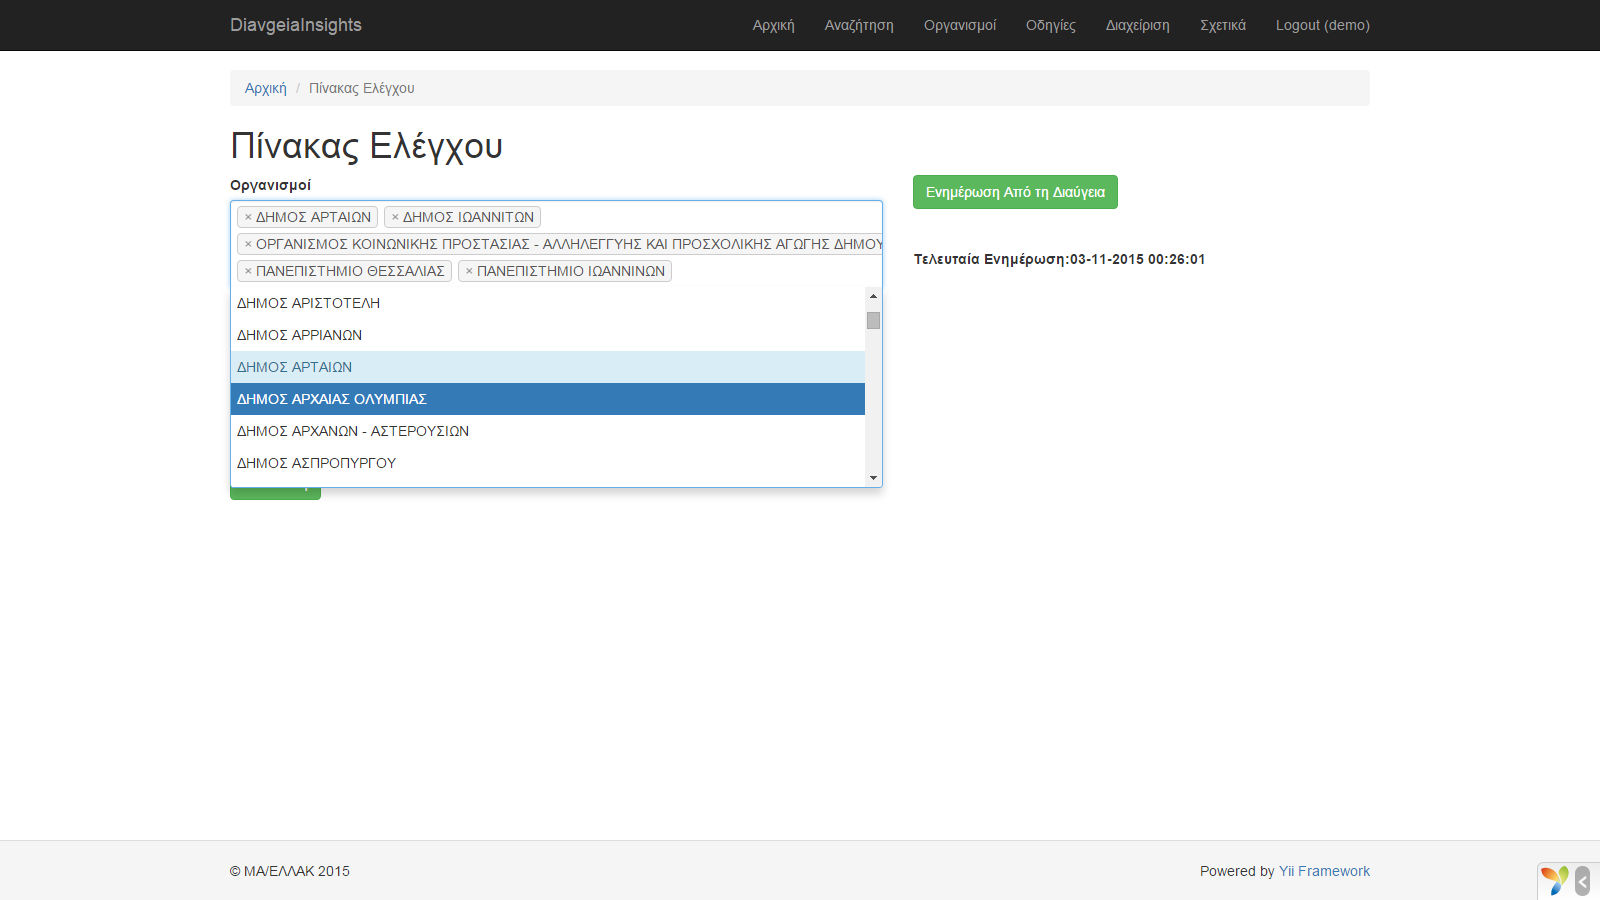 DiavgeiaInsights
Αρχική Αναζήτηση Οργανισμοί Οδηγίες Διαχείριση Σχετικά Logout (demo)
Αρχική / Πίνακας Ελέγχου
Πίνακας Ελέγχου
Οργανισμοί
× ΔΗΜΟΣ ΑΡΤΑΙΩΝ × ΔΗΜΟΣ ΙΩΑΝΝΙΤΩΝ
× ΟΡΓΑΝΙΣΜΟΣ ΚΟΙΝΩΝΙΚΗΣ ΠΡΟΣΤΑΣΙΑΣ - ΑΛΛΗΛΕΓΓΥΗΣ ΚΑΙ ΠΡΟΣΧΟΛΙΚΗΣ ΑΓΩΓΗΣ ΔΗΜΟΥ
× ΠΑΝΕΠΙΣΤΗΜΙΟ ΘΕΣΣΑΛΙΑΣ × ΠΑΝΕΠΙΣΤΗΜΙΟ ΙΩΑΝΝΙΝΩΝ
ΔΗΜΟΣ ΑΡΙΣΤΟΤΕΛΗ
ΔΗΜΟΣ ΑΡΡΙΑΝΩΝ
ΔΗΜΟΣ ΑΡΤΑΙΩΝ
ΔΗΜΟΣ ΑΡΧΑΙΑΣ ΟΛΥΜΠΙΑΣ
ΔΗΜΟΣ ΑΡΧΑΝΩΝ - ΑΣΤΕΡΟΥΣΙΩΝ
ΔΗΜΟΣ ΑΣΠΡΟΠΥΡΓΟΥ
Ενημέρωση Από τη Διαύγεια
Τελευταία Ενημέρωση:03-11-2015 00:26:01
© ΜΑ/ΕΛΛΑΚ 2015
Powered by Yii Framework